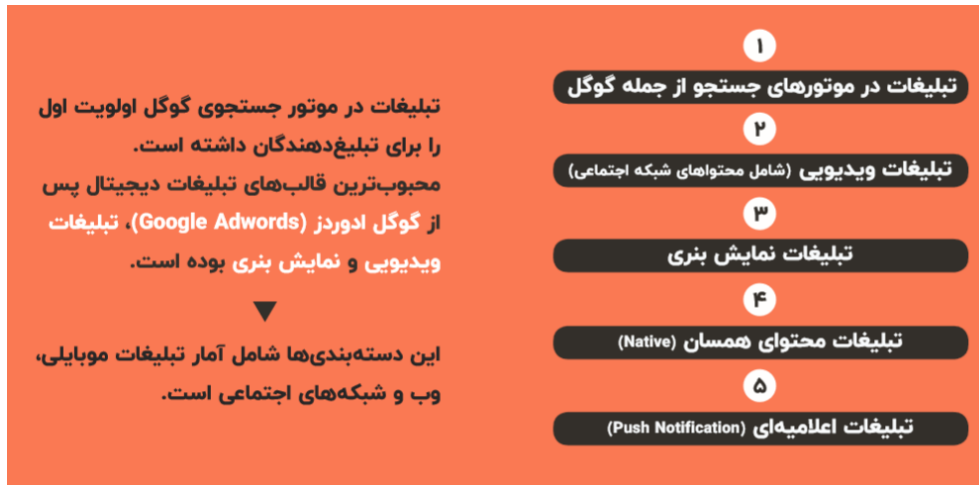 ۱
تبلیغات در موتورهای جستجو از جمله گوگل
۲
تبلیغات ویدیویی (شامل محتواهای شبکه اجتماعی)
۳
تبلیغات نمایش بنری
۴
تبلیغات محتوای همسان (Native)
۵
تبلیغات اعلامیه‌ای (Push Notification)
تبلیغات در موتور جستجوی گوگل اولویت اول
را برای تبلیغ‌دهندگان داشته است.
محبوب‌ترین قالب‌های تبلیغات دیجیتال پس
از گوگل ادوردز (Google Adwords)، تبلیغات
ویدیویی و نمایش بنری بوده است.
این دسته‌بندی‌ها شامل آمار تبلیغات موبایلی،
وب و شبکه‌های اجتماعی است.